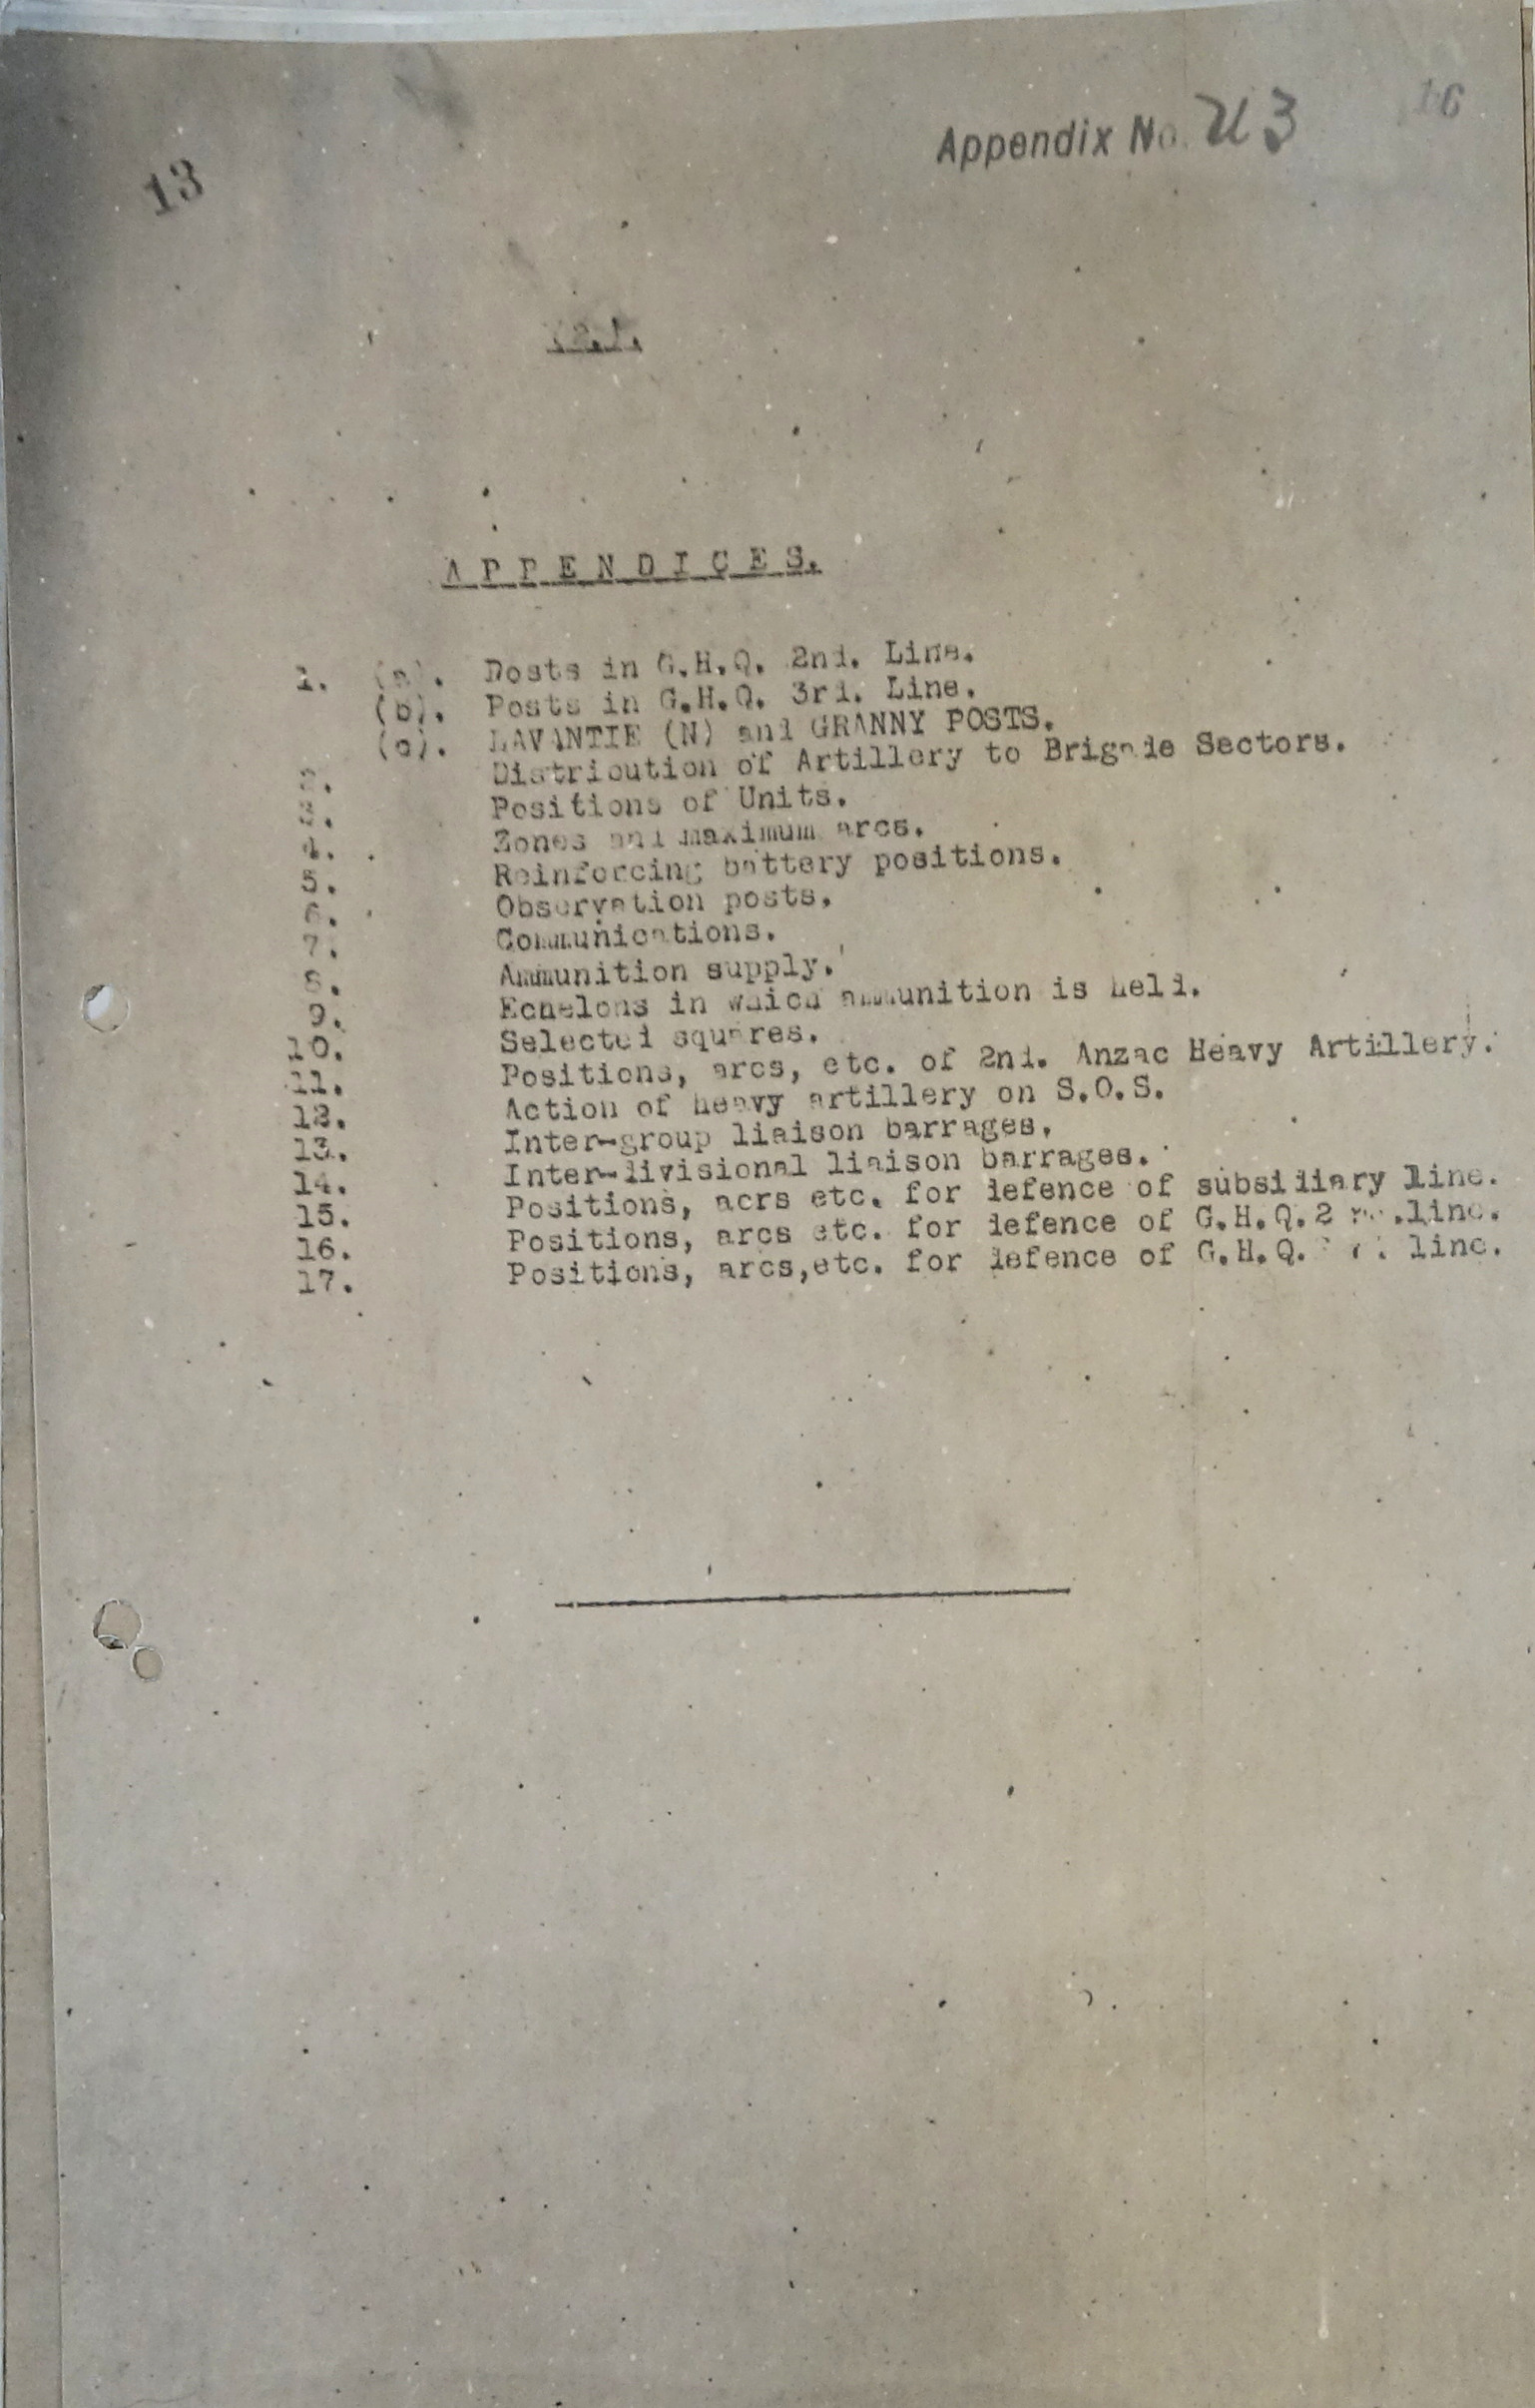 Appendix No. U 3
13
APPENDICES.
1. (a). Posts in G.H.Q. 2nd. Line.
(b). Posts in G.H.Q. 3rd. Line.
(c). LAVANTIE (N) and GRANNY POSTS.
2. Distribution of Artillery to Brigade Sectors.
3. Positions of Units.
4. Zones and maximum arcs.
5. Reinforcing battery positions.
6. Observation posts.
7. Communications.
8. Ammunition supply.
9. Echelons in which ammunition is held.
10. Selected squares.
11. Positions, arcs, etc. of 2nd. Anzac Heavy Artillery.
12. Action of heavy artillery on S.O.S.
13. Inter-group liaison barrages.
14. Inter-divisional liaison barrages.
15. Positions, acrs etc. for defence of subsidiary line.
16. Positions, arcs etc. for defence of G.H.Q. 2nd.line.
17. Positions, arcs,etc. for defence of G.H.Q. line.